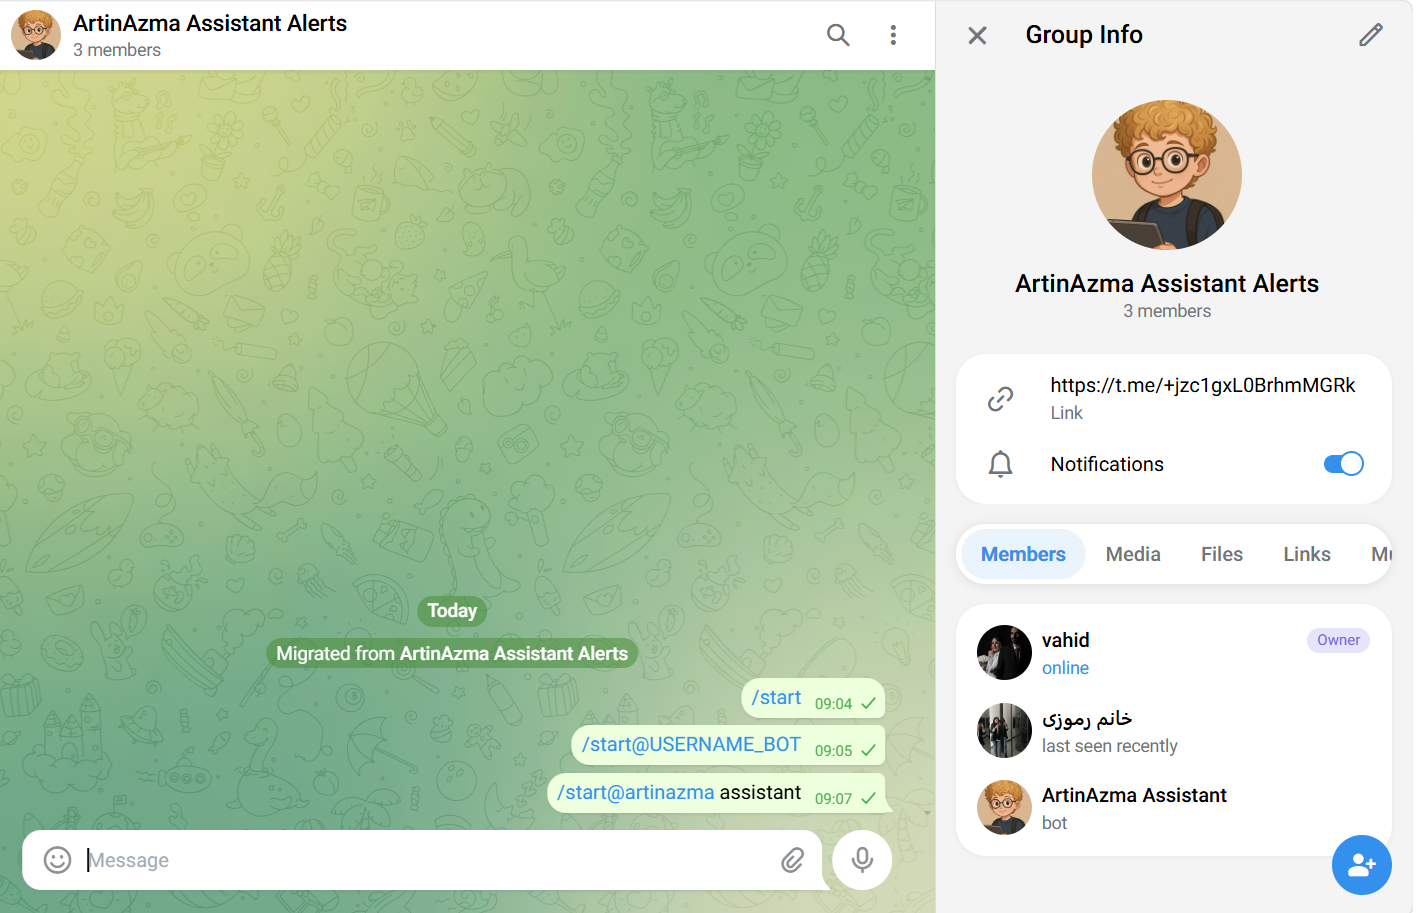 ArtinAzma Assistant Alerts
3 members
Today
Migrated from ArtinAzma Assistant Alerts
/start 09:04
/start@USERNAME_BOT 09:05
/start@artinazma assistant 09:07
Message
Group Info
ArtinAzma Assistant Alerts
3 members
https://t.me/+jzc1gxL0BrhmMGRk
Link
Notifications
Members Media Files Links Mu
vahid Owner
online
خانم رموزی
last seen recently
ArtinAzma Assistant
bot